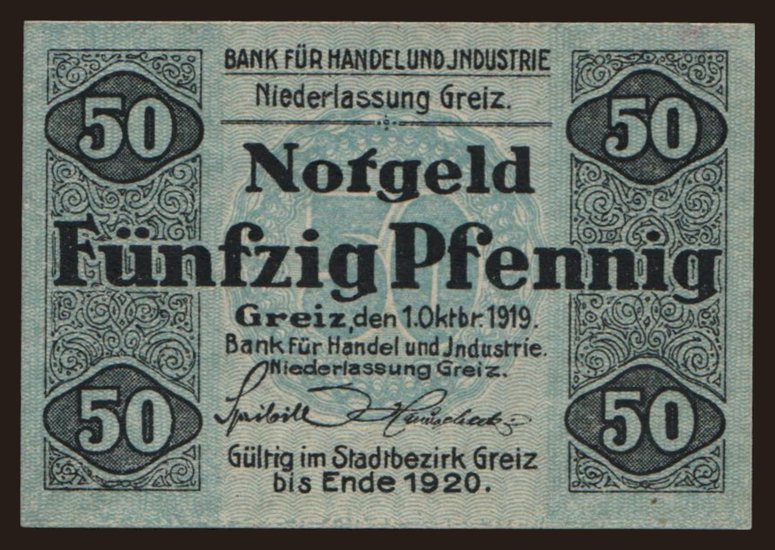 BANK FÜR HANDEL UND JNDUSTRIE
Niederlassung Greiz.
50 50
Notgeld
50
Fünfzig Pfennig
Greiz, den 1. Oktbr. 1919.
Bank für Handel und Jndustrie.
Niederlassung Greiz.
50 50
Gültig im Stadtbezirk Greiz
bis Ende 1920.